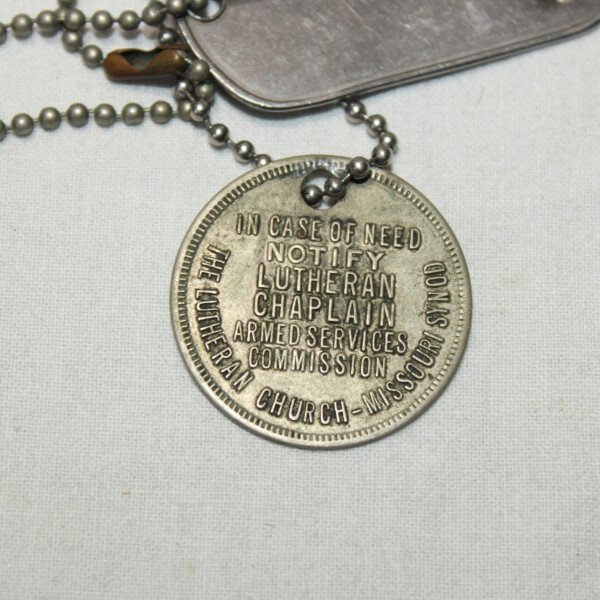 IN CASE OF NEED
NOTIFY
LUTHERAN
CHAPLAIN
ARMED SERVICES
COMMISSION
THE LUTHERAN CHURCH-MISSOURI SYNOD